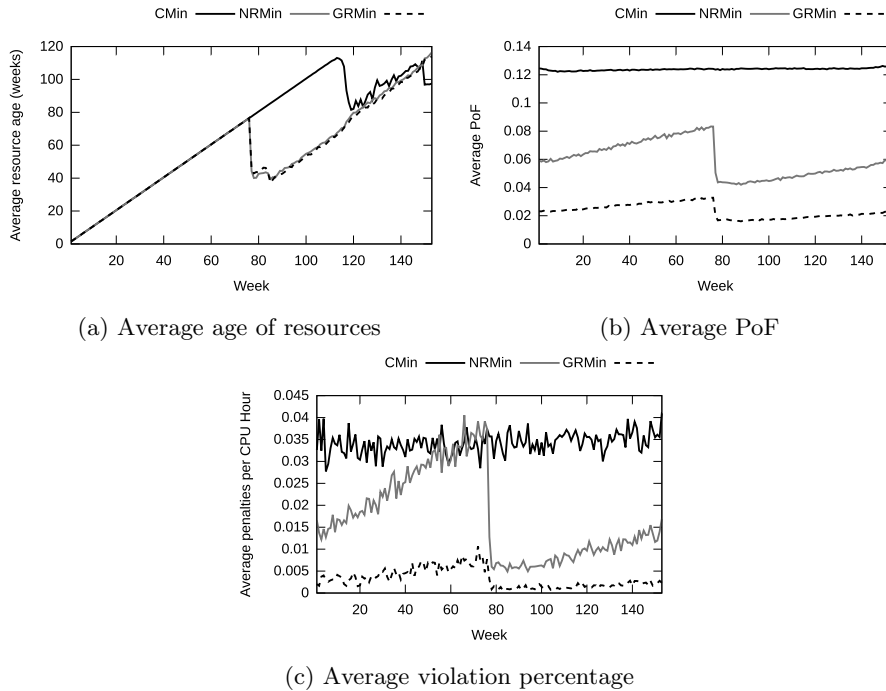 CMin NRMin GRMin
CMin NRMin GRMin
120
100
80
60
40
20
0
Average resource age (weeks)
20 40 60 80 100 120 140
Week
0.14
0.12
0.1
0.08
0.06
0.04
0.02
0
Average PoF
20 40 60 80 100 120 140
Week
(a) Average age of resources
(b) Average PoF
CMin NRMin GRMin
0.045
0.04
0.035
0.03
0.025
0.02
0.015
0.01
0.005
0
Average penalties per CPU Hour
20 40 60 80 100 120 140
Week
(c) Average violation percentage